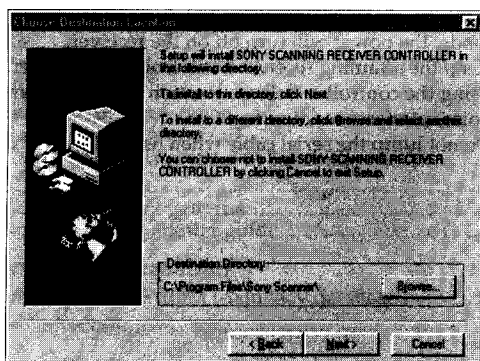 Choose Destination Location
Setup will install SONY SCANNING RECEIVER CONTROLLER in
the following directory.
To install to this directory, click Next.
To install to a different directory, click Browse and select another
directory.
You can choose not to install SONY SCANNING RECEIVER
CONTROLLER by clicking Cancel to exit Setup.
Destination Directory
C:\Program Files\Sony Scanner\
Browse...
< Back
Next >
Cancel